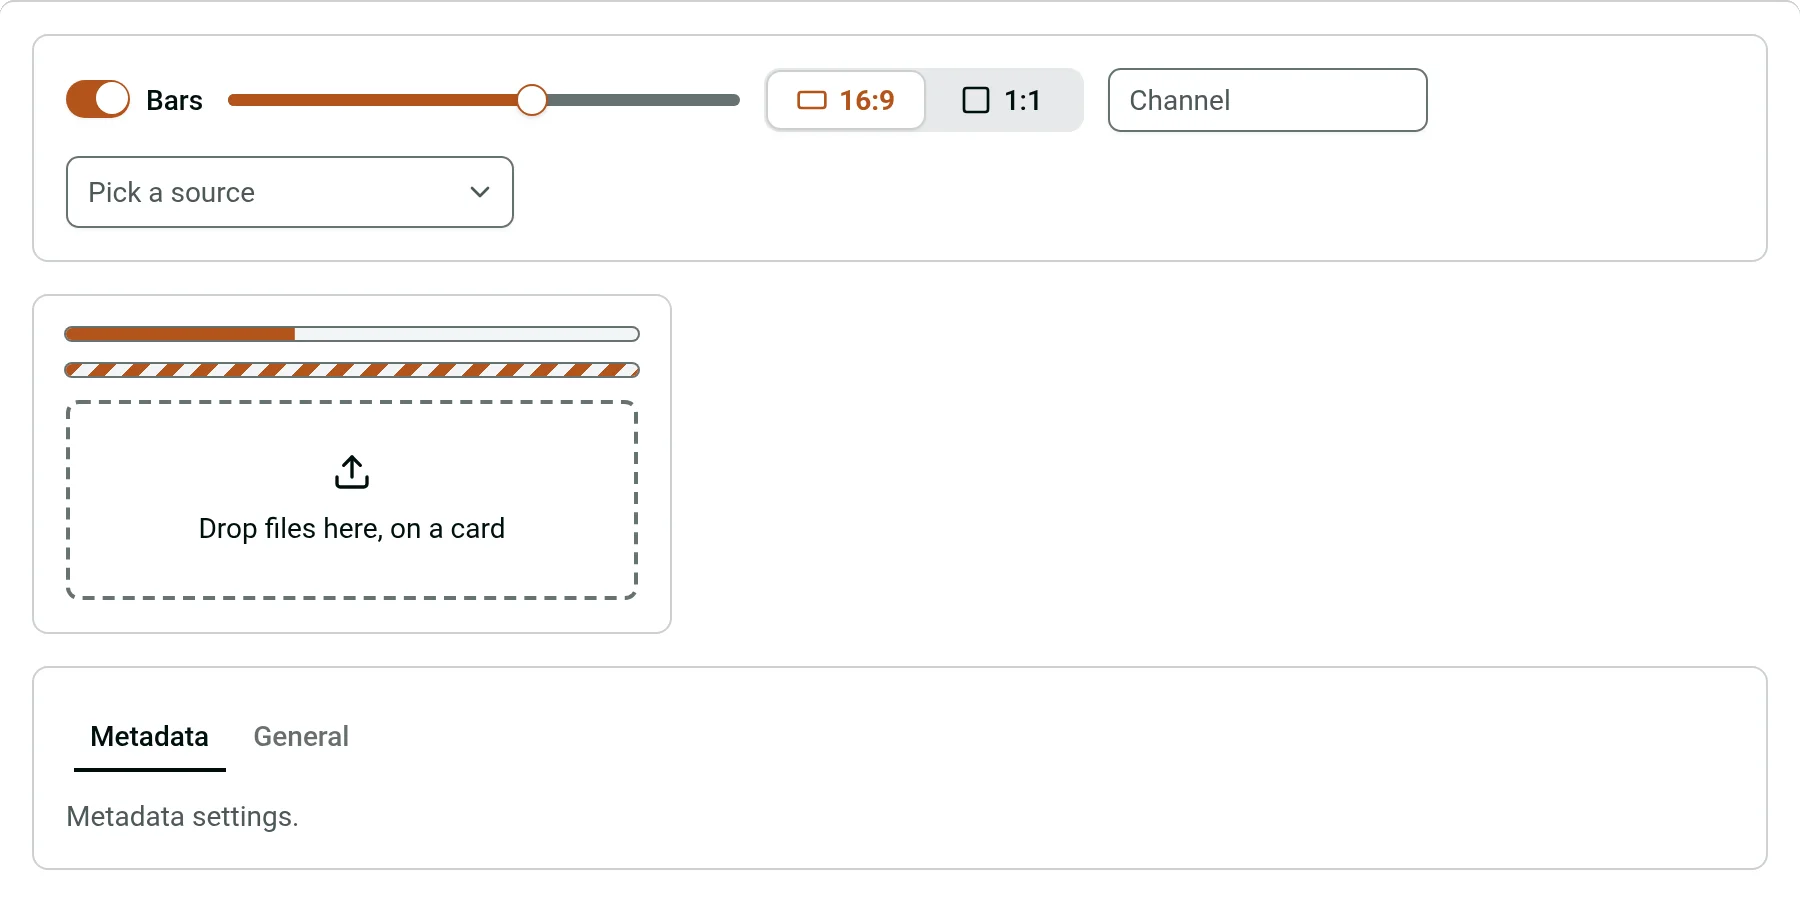 Bars
16:9
1:1
Channel
Pick a source
Drop files here, on a card
Metadata
General
Metadata settings.